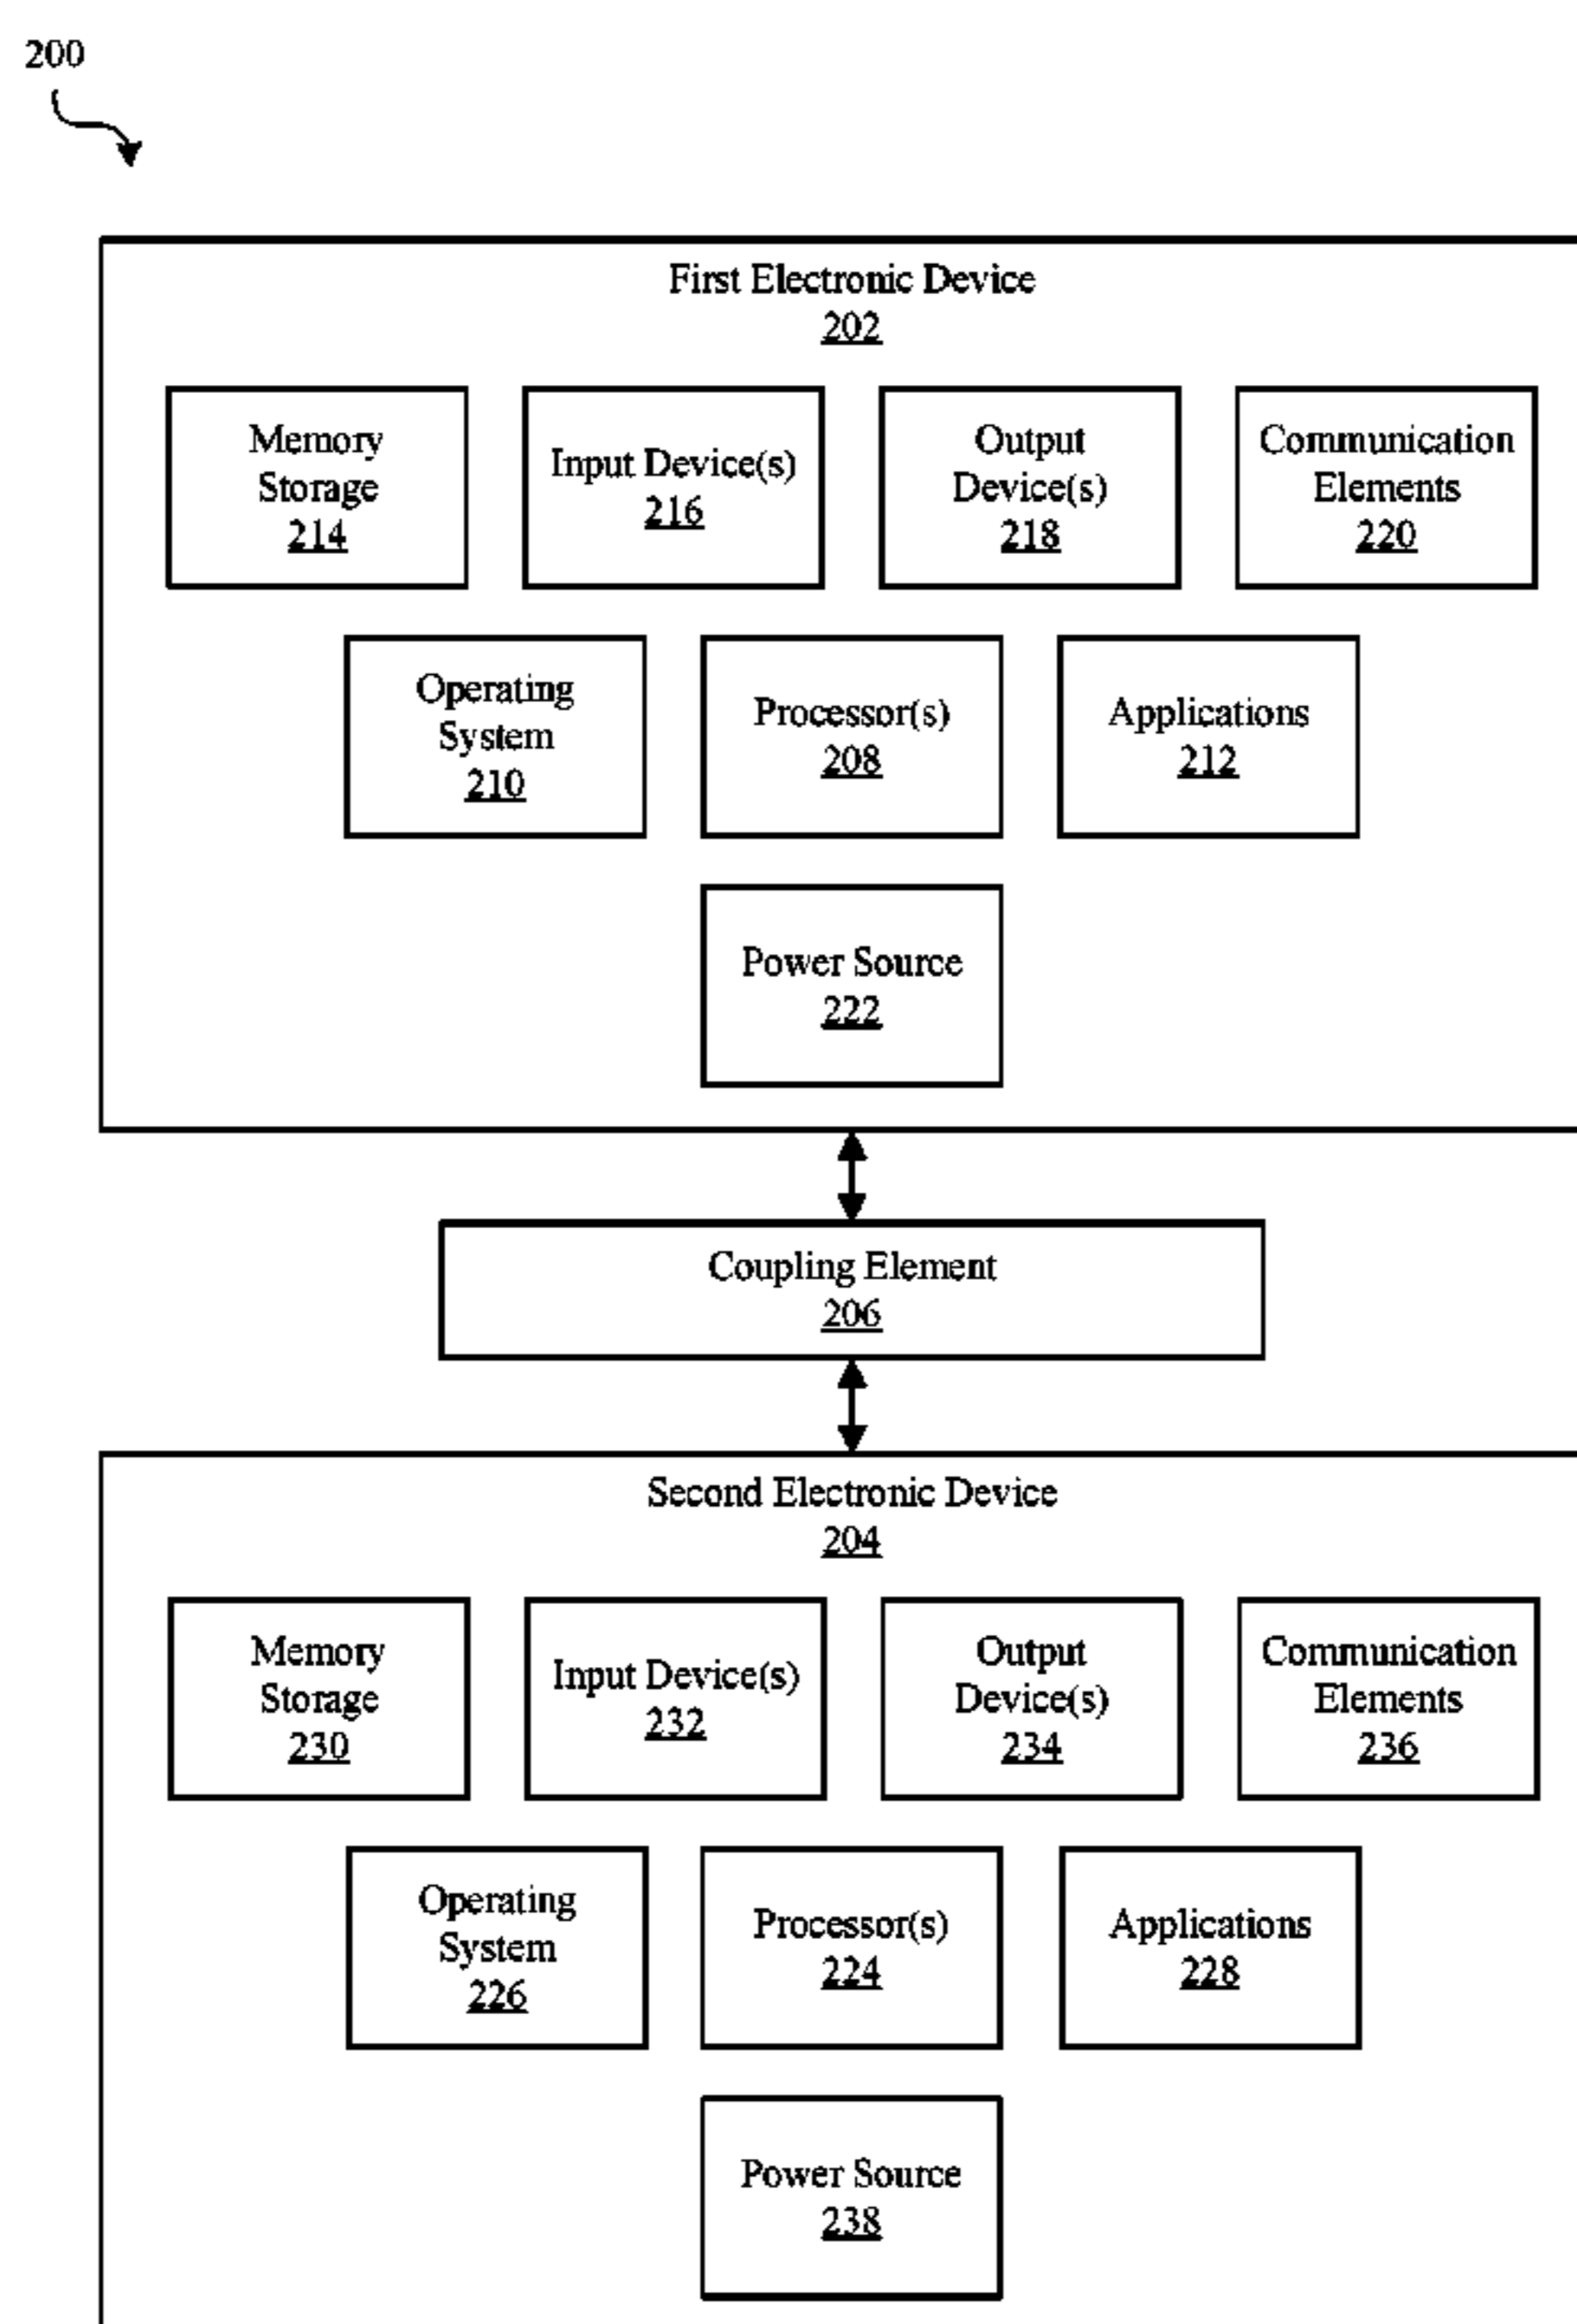 200
First Electronic Device
202
Memory
Storage
214
Input Device(s)
216
Output
Device(s)
218
Communication
Elements
220
Operating
System
210
Processor(s)
208
Applications
212
Power Source
222
Coupling Element
206
Second Electronic Device
204
Memory
Storage
230
Input Device(s)
232
Output
Device(s)
234
Communication
Elements
236
Operating
System
226
Processor(s)
224
Applications
228
Power Source
238